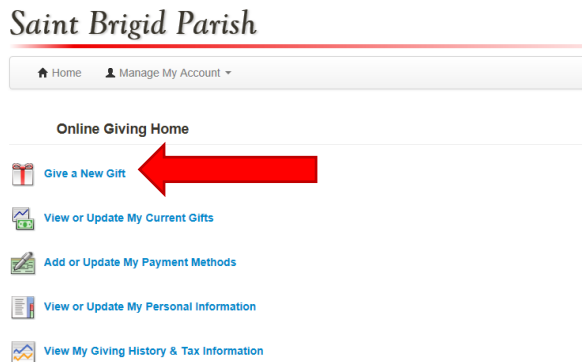 Saint Brigid Parish
Home Manage My Account
Online Giving Home
Give a New Gift
View or Update My Current Gifts
Add or Update My Payment Methods
View or Update My Personal Information
View My Giving History & Tax Information